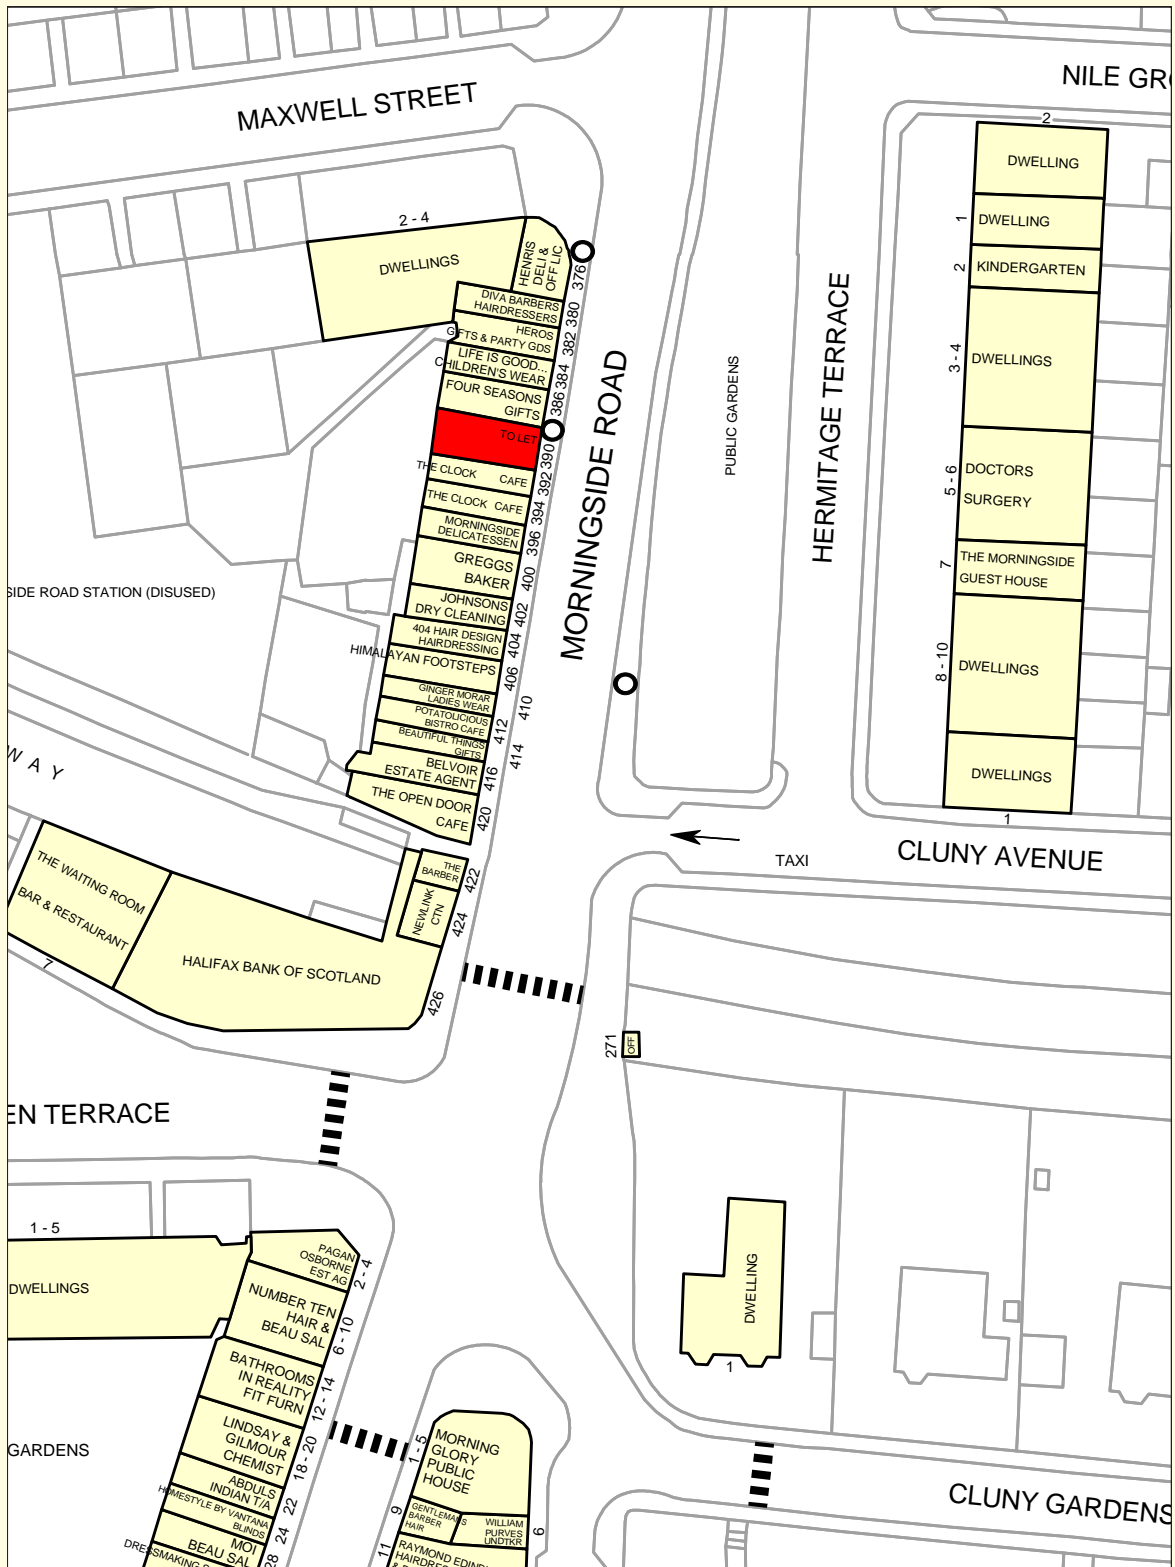 NILE GR
MAXWELL STREET
2
DWELLING
1
DWELLING
2
KINDERGARTEN
3 - 4
DWELLINGS
5 - 6
DOCTORS
SURGERY
7
THE MORNINGSIDE
GUEST HOUSE
8 - 10
DWELLINGS
DWELLINGS
1
2 - 4
DWELLINGS
HENRIS
DELI &
OFF LIC
376
DIVA BARBERS
HAIRDRESSERS
380
HEROS
GIFTS & PARTY GDS
382
LIFE IS GOOD...
CHILDREN'S WEAR
384
FOUR SEASONS
GIFTS
386
TO LET
390
THE CLOCK CAFE
392
THE CLOCK CAFE
394
MORNINGSIDE
DELICATESSEN
396
GREGGS
BAKER
400
JOHNSONS
DRY CLEANING
402
404 HAIR DESIGN
HAIRDRESSING
404
HIMALAYAN FOOTSTEPS
406
GINGER MORAR
LADIES WEAR
410
POTATOLICIOUS
BISTRO CAFE
412
BEAUTIFUL THINGS
GIFTS
414
BELVOIR
ESTATE AGENT
416
THE OPEN DOOR
CAFE
420
MORNINGSIDE ROAD
PUBLIC GARDENS
HERMITAGE TERRACE
SIDE ROAD STATION (DISUSED)
WAY
TAXI
CLUNY AVENUE
THE
BARBER
422
NEWLINK
CTN
424
THE WAITING ROOM
BAR & RESTAURANT
7
HALIFAX BANK OF SCOTLAND
426
271
OFF
EN TERRACE
1 - 5
DWELLINGS
PAGAN
OSBORNE
EST AG
2 - 4
NUMBER TEN
HAIR &
BEAU SAL
6 - 10
BATHROOMS
IN REALITY
FIT FURN
12 - 14
LINDSAY &
GILMOUR
CHEMIST
18 - 20
ABDULS
INDIAN T/A
22
HOMESTYLE BY VANTANA
BLINDS
24
MOI
BEAU SAL
28
DRESSMAKING
GARDENS
DWELLING
1
1 - 5
MORNING
GLORY
PUBLIC
HOUSE
9
GENTLEMANS
BARBER
HAIR
WILLIAM
PURVES
UNDTKR
6
11
RAYMOND EDIN
HAIRDRE
CLUNY GARDENS